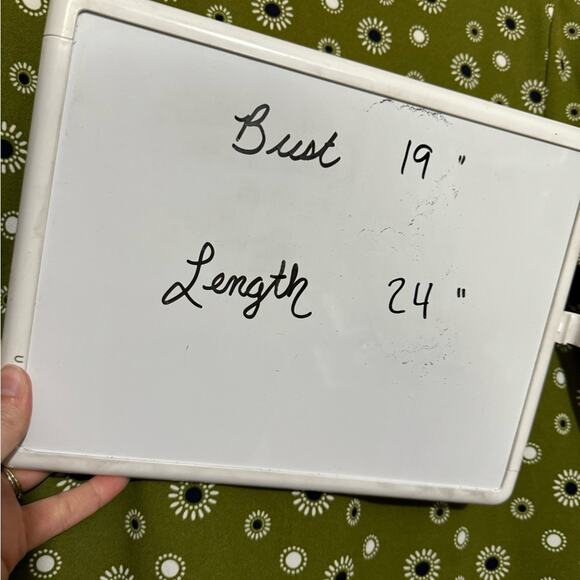 Bust 19 "
Length 24 "